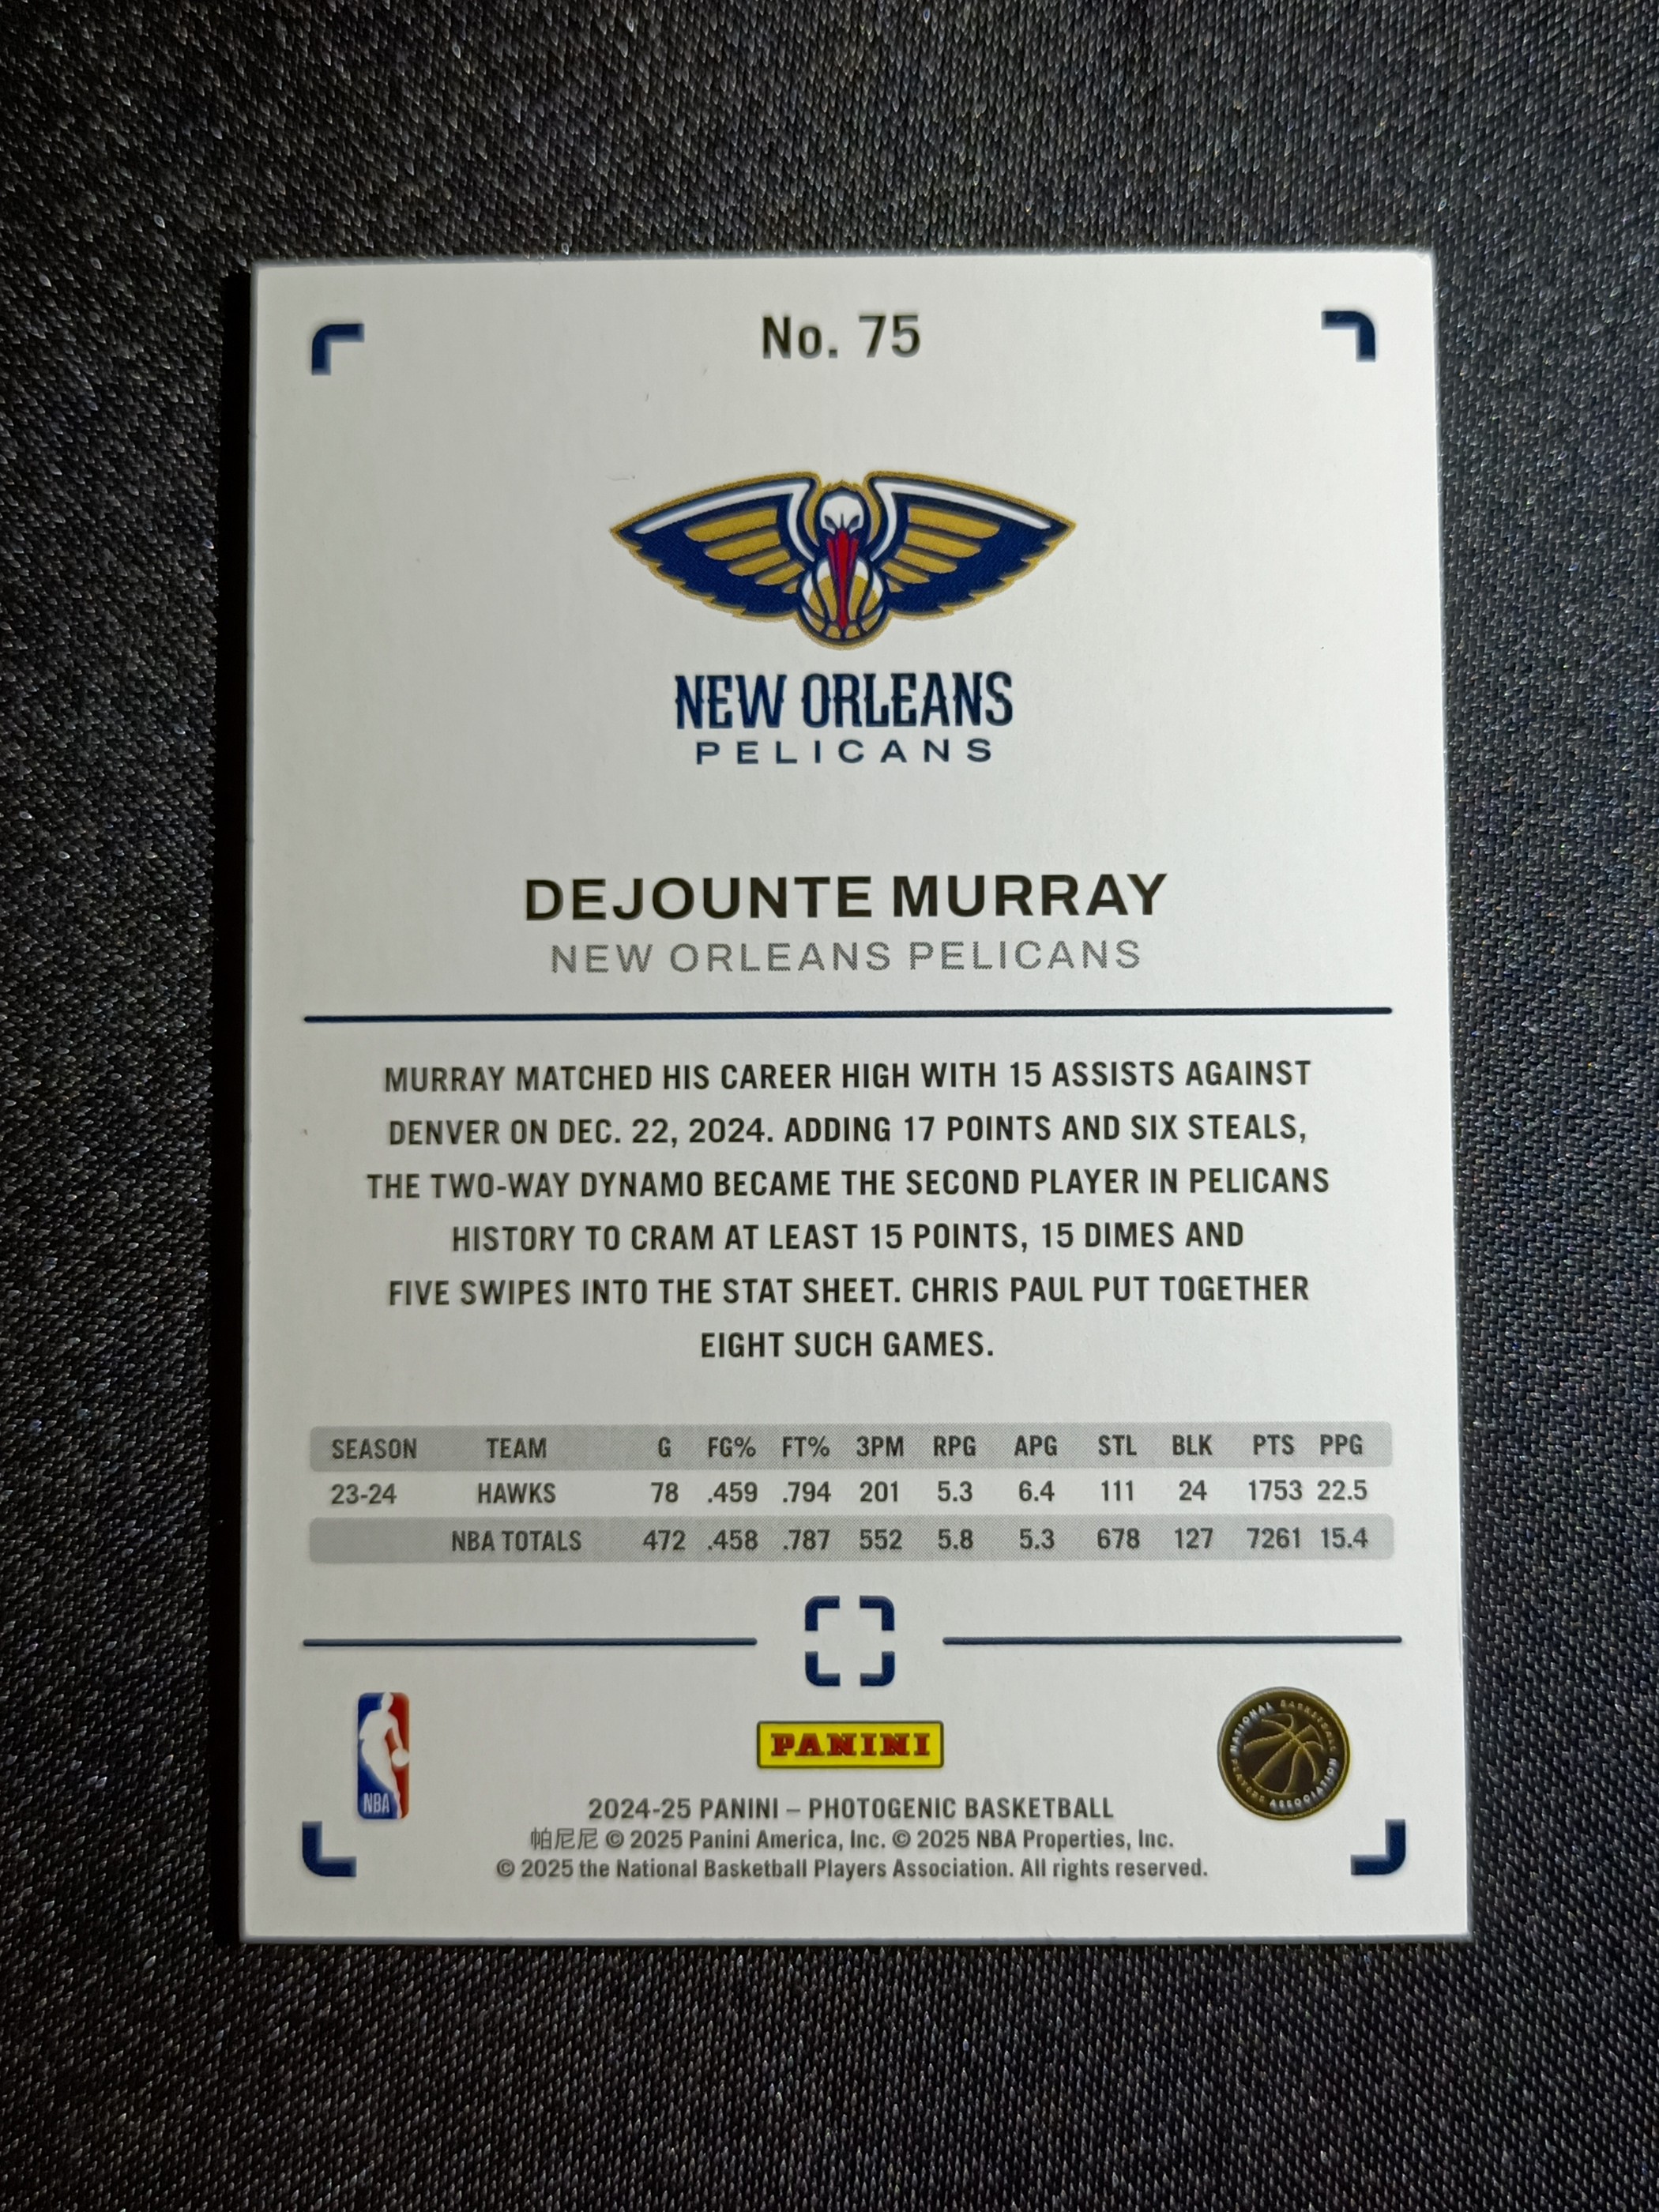 No. 75
NEW ORLEANS
PELICANS
DEJOUNTE MURRAY
NEW ORLEANS PELICANS
MURRAY MATCHED HIS CAREER HIGH WITH 15 ASSISTS AGAINST
DENVER ON DEC. 22, 2024. ADDING 17 POINTS AND SIX STEALS,
THE TWO-WAY DYNAMO BECAME THE SECOND PLAYER IN PELICANS
HISTORY TO CRAM AT LEAST 15 POINTS, 15 DIMES AND
FIVE SWIPES INTO THE STAT SHEET. CHRIS PAUL PUT TOGETHER
EIGHT SUCH GAMES.
SEASON TEAM G FG% FT% 3PM RPG APG STL BLK PTS PPG
23-24 HAWKS 78 .459 .794 201 5.3 6.4 111 24 1753 22.5
NBA TOTALS 472 .458 .787 552 5.8 5.3 678 127 7261 15.4
NBA
PANINI
NATIONAL BASKETBALL PLAYERS ASSOCIATION
2024-25 PANINI – PHOTOGENIC BASKETBALL
帕尼尼 © 2025 Panini America, Inc. © 2025 NBA Properties, Inc.
© 2025 the National Basketball Players Association. All rights reserved.